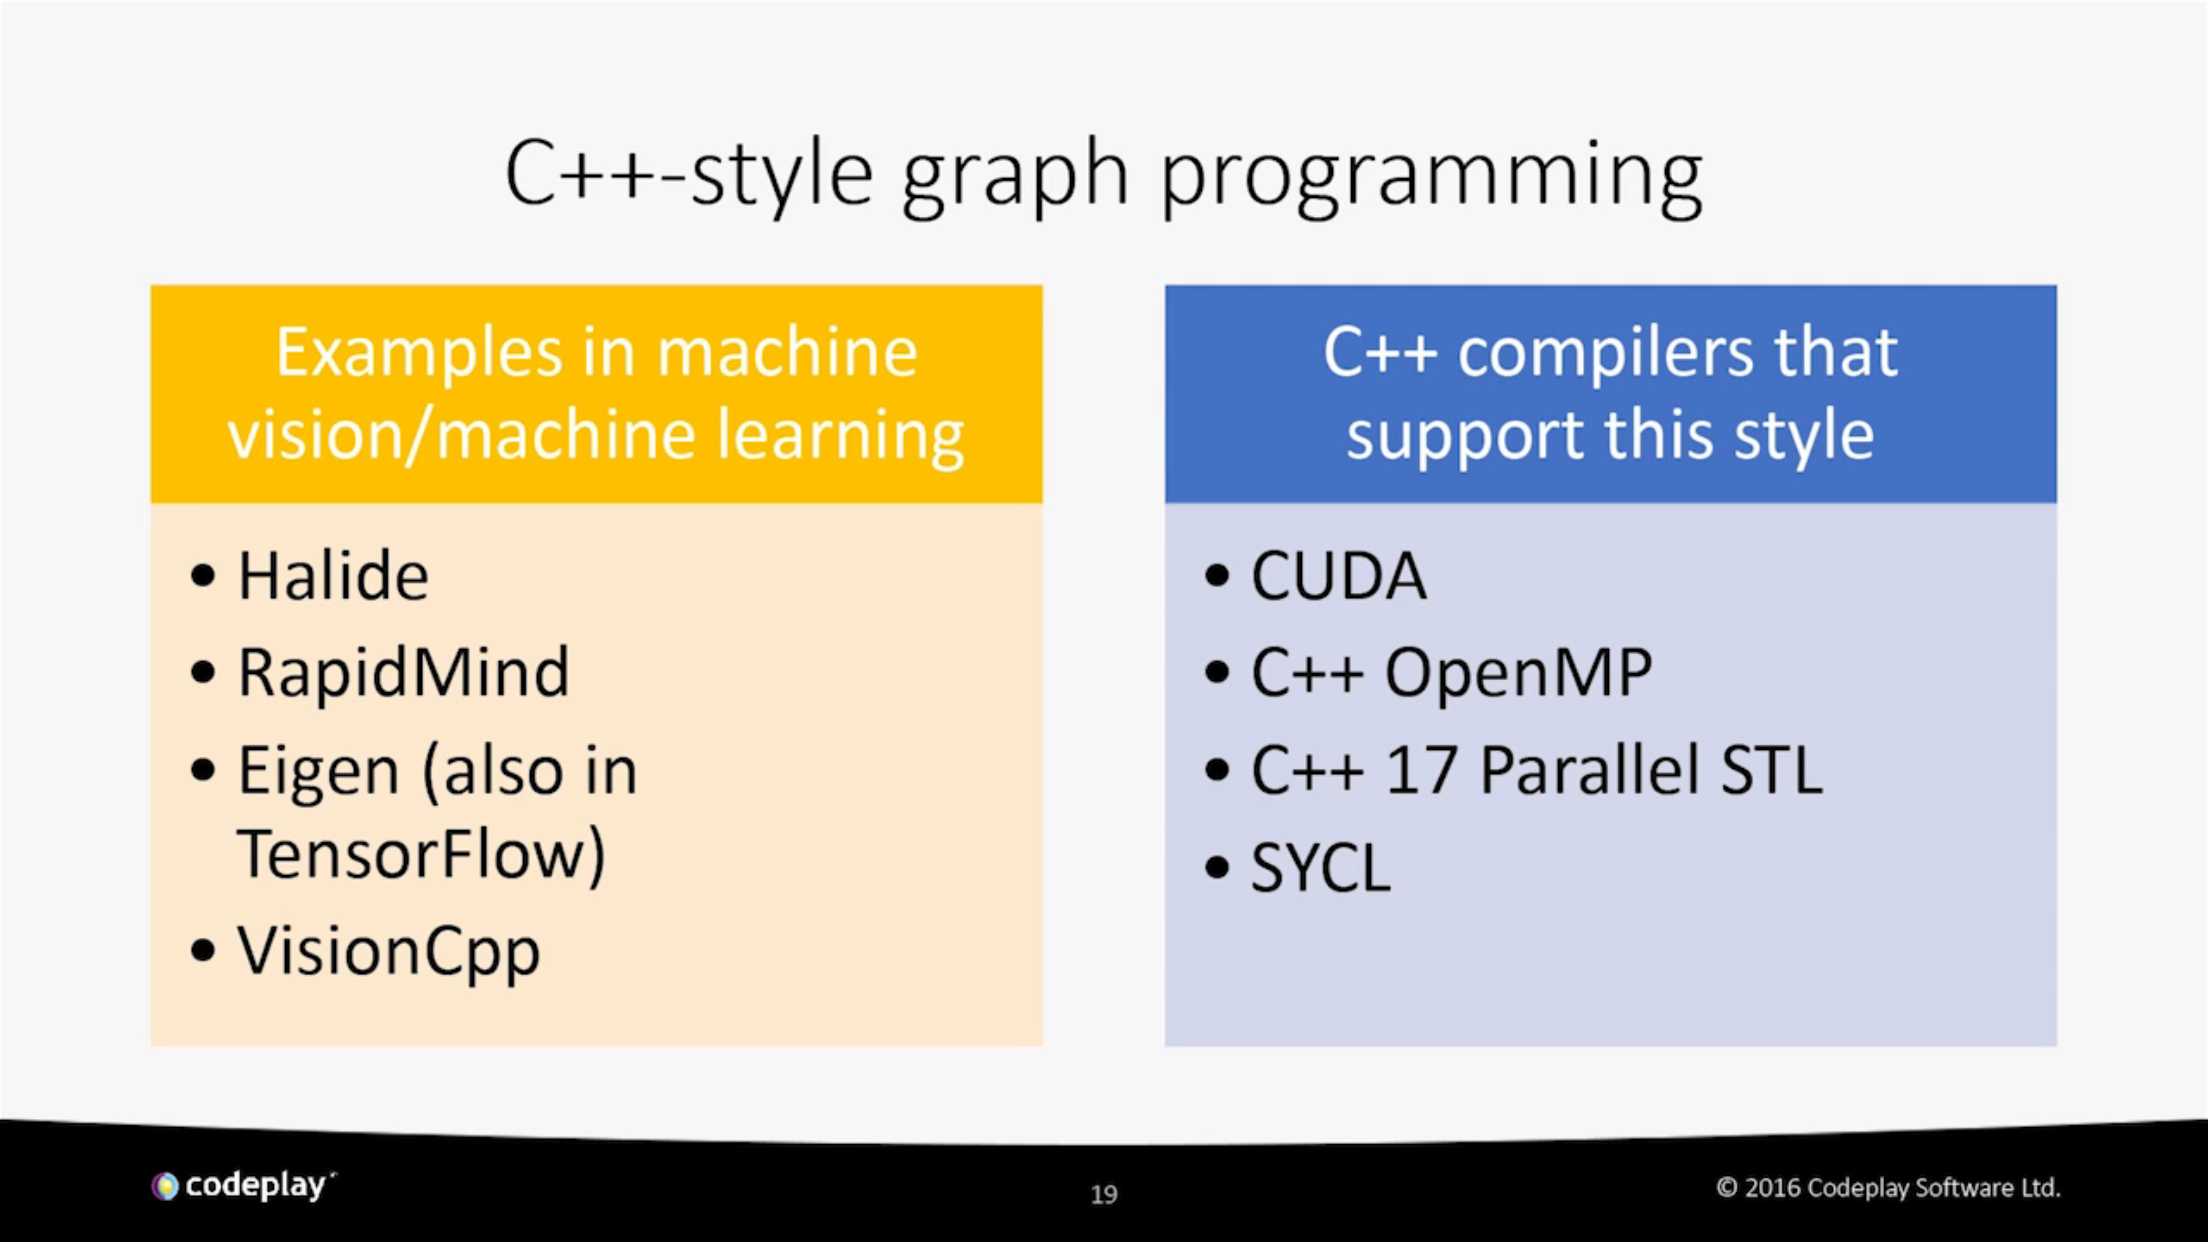 C++-style graph programming
Examples in machine
vision/machine learning
• Halide
• RapidMind
• Eigen (also in
TensorFlow)
• VisionCpp
C++ compilers that
support this style
• CUDA
• C++ OpenMP
• C++ 17 Parallel STL
• SYCL
codeplay
19
© 2016 Codeplay Software Ltd.